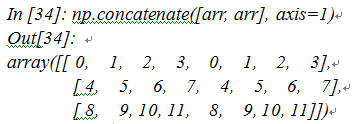 In [34]: np.concatenate([arr, arr], axis=1)↵
Out[34]: ↵
array([[ 0, 1, 2, 3, 0, 1, 2, 3],↵
[ 4, 5, 6, 7, 4, 5, 6, 7],↵
[ 8, 9, 10, 11, 8, 9, 10, 11]])↵